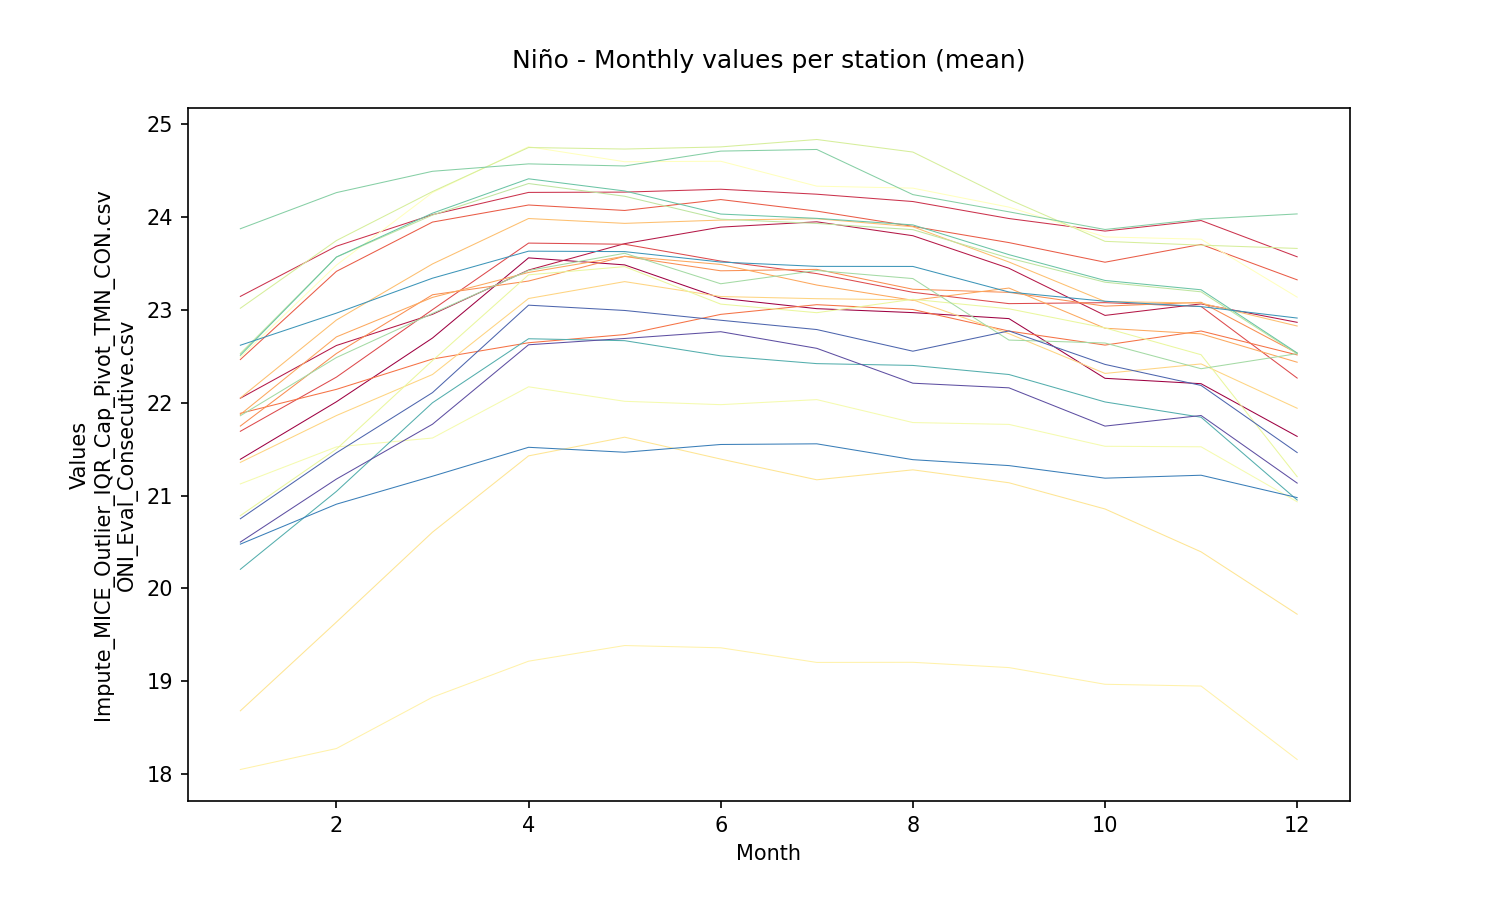 Niño - Monthly values per station (mean)
Values
Impute_MICE_Outlier_IQR_Cap_Pivot_TMN_CON.csv
ONI_Eval_Consecutive.csv
25
24
23
22
21
20
19
18
2 4 6 8 10 12
Month